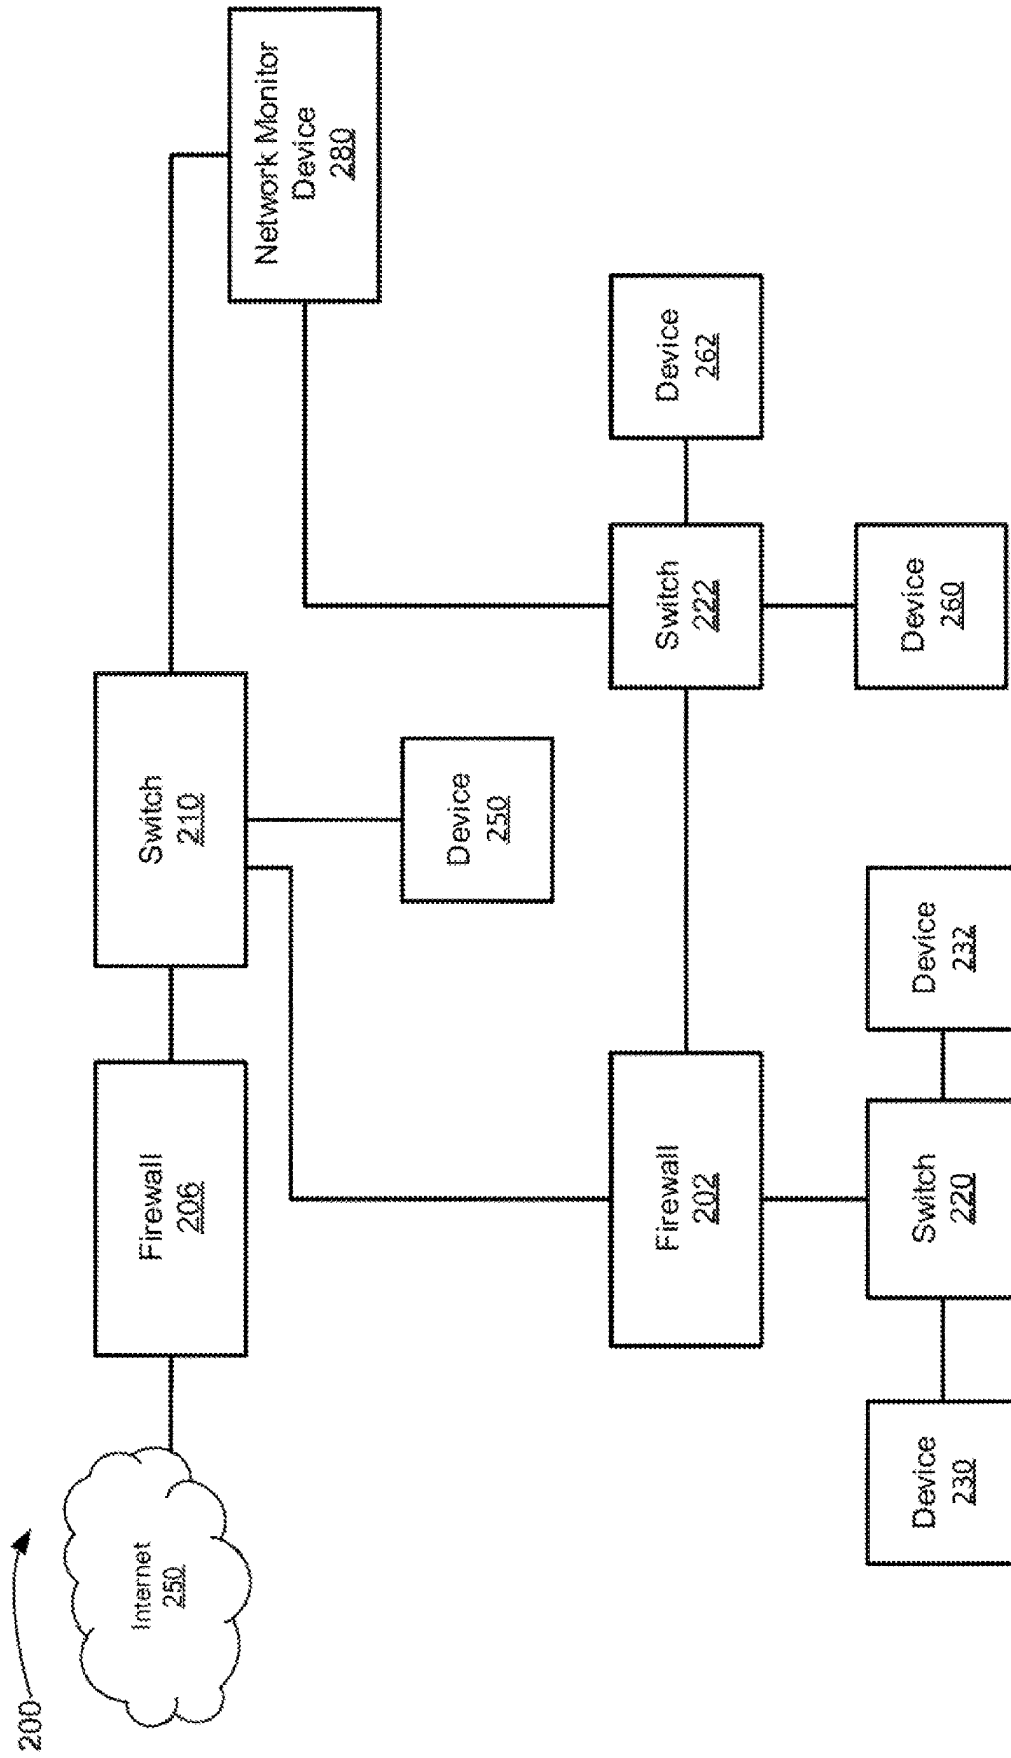 200
Internet
250
Firewall
206
Switch
210
Network Monitor
Device
280
Device
250
Firewall
202
Switch
222
Device
262
Device
230
Switch
220
Device
232
Device
260